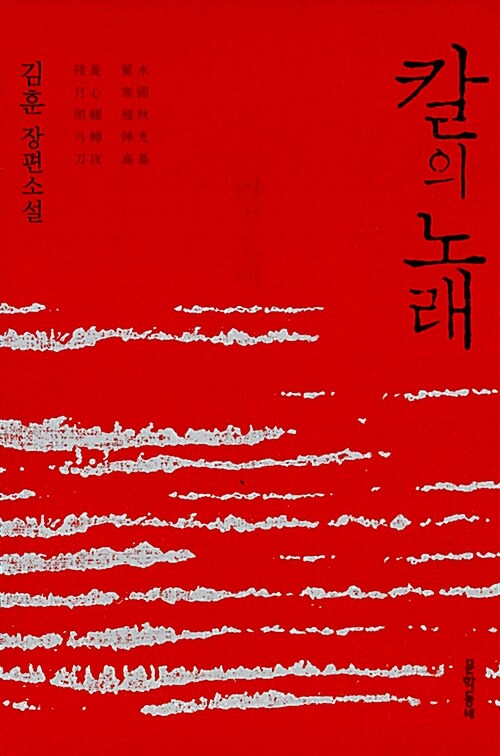 칼의 노래
水國秋光暮
驚寒雁陣高
憂心輾轉夜
殘月照弓刀
김훈 장편소설
문학동네